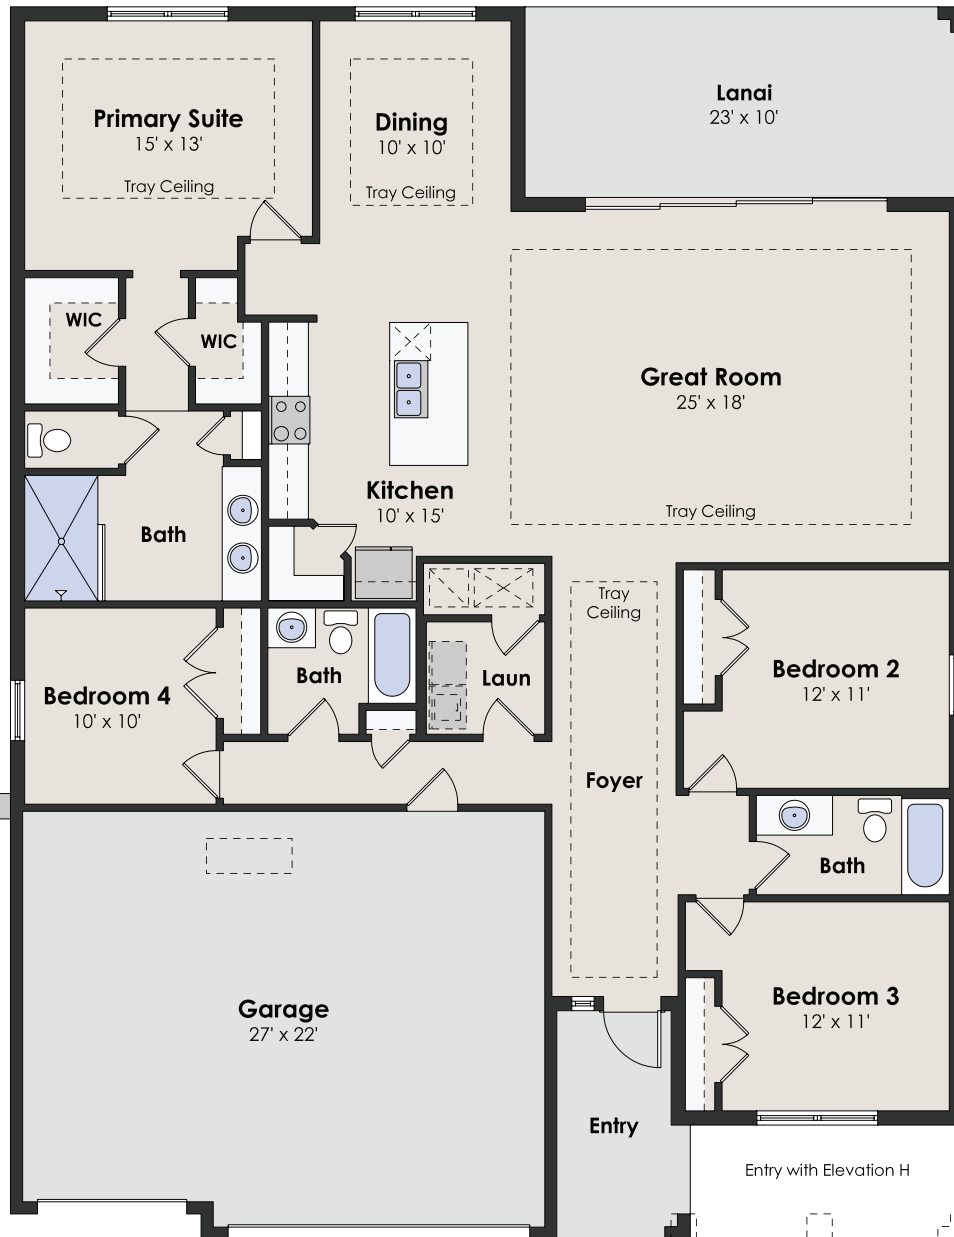 Primary Suite
15' x 13'
Tray Ceiling
Dining
10' x 10'
Tray Ceiling
Lanai
23' x 10'
WIC
WIC
Great Room
25' x 18'
Tray Ceiling
Kitchen
10' x 15'
Bath
Tray
Ceiling
Bedroom 4
10' x 10'
Bath
Laun
Bedroom 2
12' x 11'
Foyer
Bath
Garage
27' x 22'
Bedroom 3
12' x 11'
Entry
Entry with Elevation H